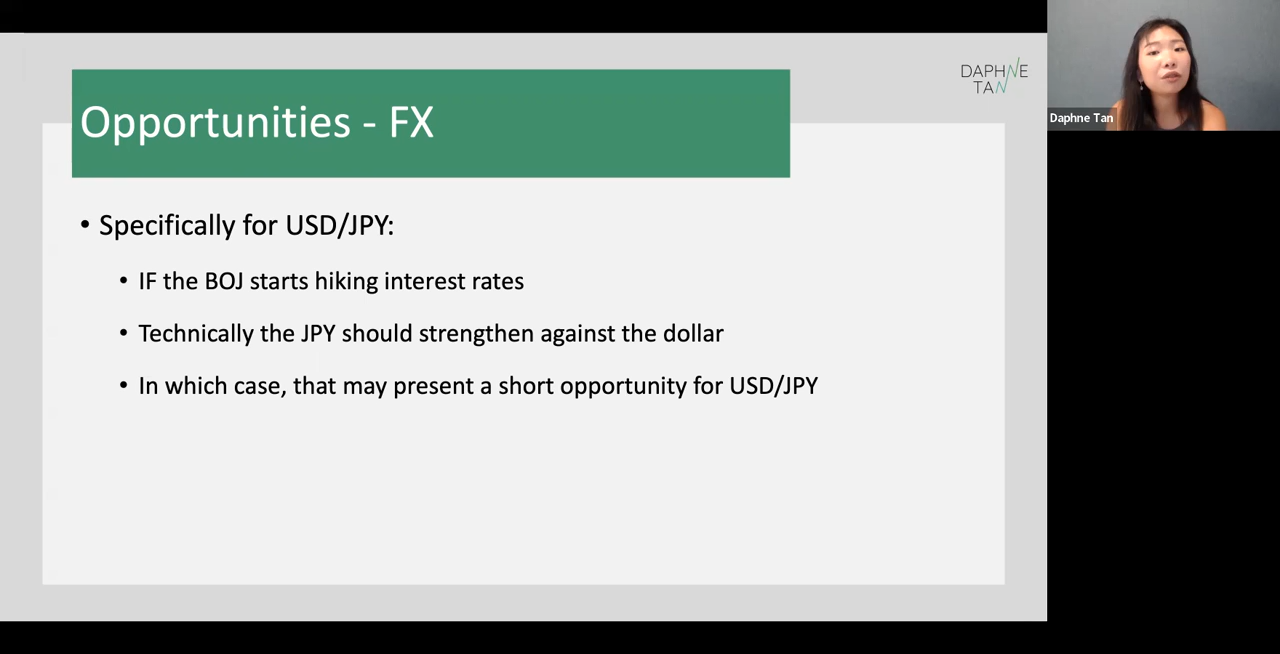 DAPHNE
TAN
Daphne Tan
Opportunities - FX
• Specifically for USD/JPY:
• IF the BOJ starts hiking interest rates
• Technically the JPY should strengthen against the dollar
• In which case, that may present a short opportunity for USD/JPY